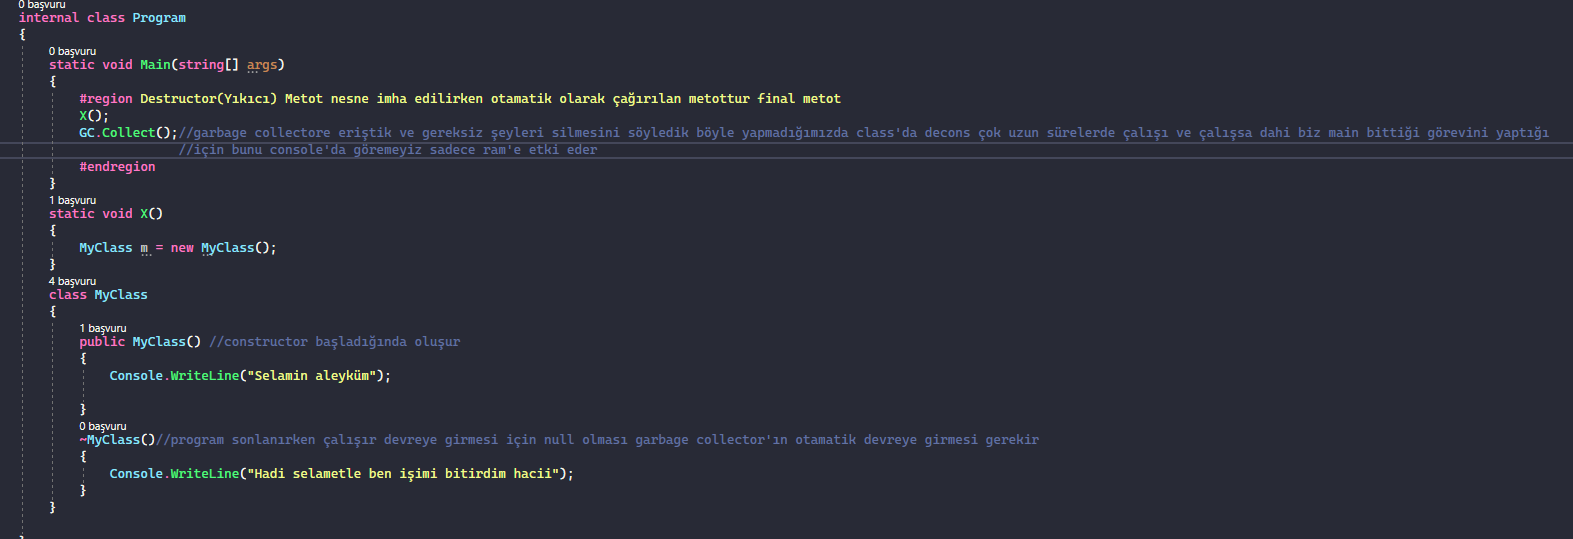 0 başvuru
internal class Program
{
0 başvuru
static void Main(string[] args)
{
#region Destructor(Yıkıcı) Metot nesne imha edilirken otamatik olarak çağırılan metottur final metot
X();
GC.Collect();//garbage collectore eriştik ve gereksiz şeyleri silmesini söyledik böyle yapmadığımızda class'da decons çok uzun sürelerde çalışı ve çalışsa dahi biz main bittiği görevini yaptığı
//için bunu console'da göremeyiz sadece ram'e etki eder
#endregion
}
1 başvuru
static void X()
{
MyClass m = new MyClass();
}
4 başvuru
class MyClass
{
1 başvuru
public MyClass() //constructor başladığında oluşur
{
Console.WriteLine("Selamin aleyküm");
}
0 başvuru
~MyClass()//program sonlanırken çalışır devreye girmesi için null olması garbage collector'ın otamatik devreye girmesi gerekir
{
Console.WriteLine("Hadi selametle ben işimi bitirdim hacii");
}
}
}